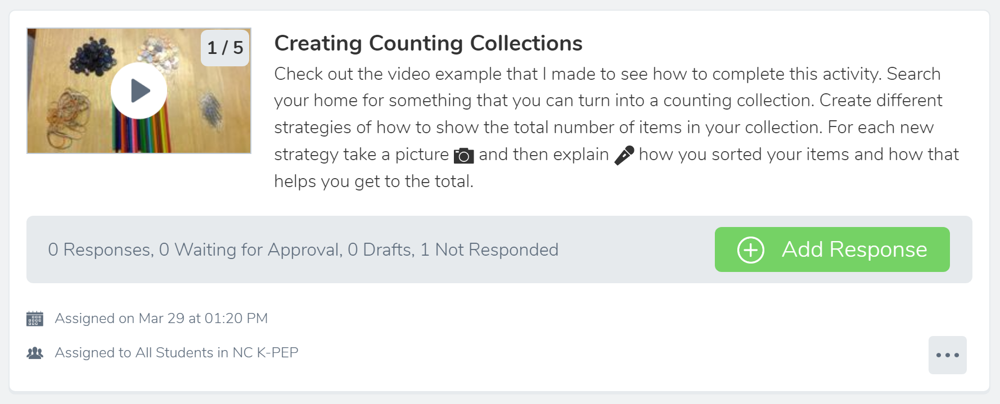 1 / 5
Creating Counting Collections
Check out the video example that I made to see how to complete this activity. Search
your home for something that you can turn into a counting collection. Create different
strategies of how to show the total number of items in your collection. For each new
strategy take a picture and then explain how you sorted your items and how that
helps you get to the total.
0 Responses, 0 Waiting for Approval, 0 Drafts, 1 Not Responded
Add Response
Assigned on Mar 29 at 01:20 PM
Assigned to All Students in NC K-PEP